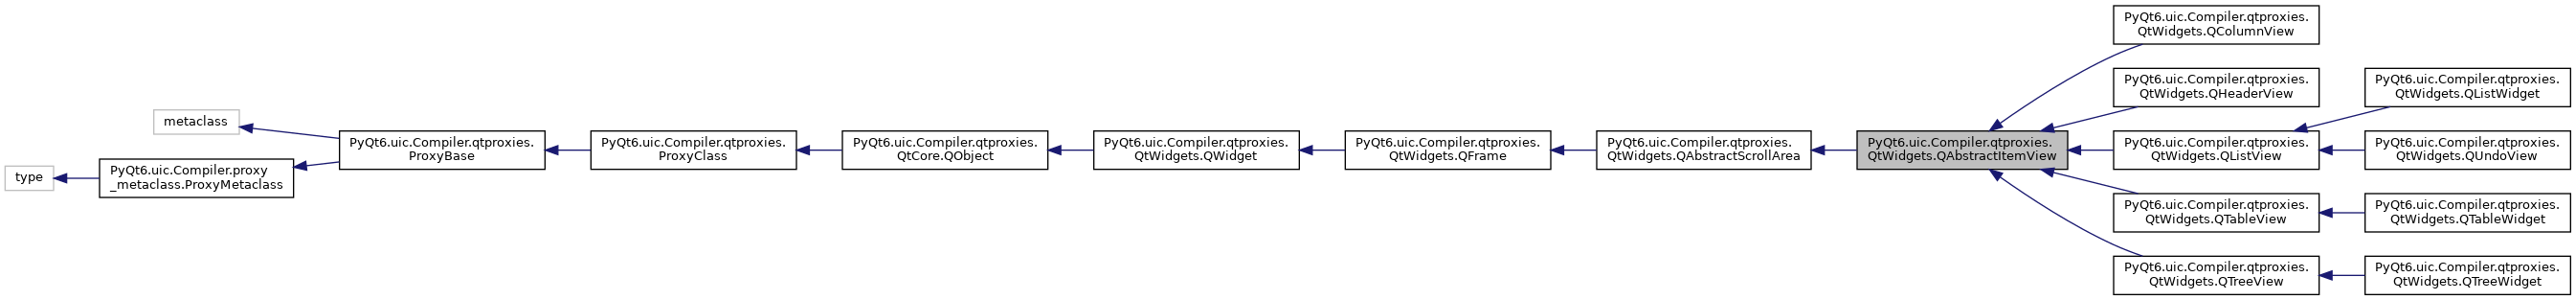 type
metaclass
PyQt6.uic.Compiler.proxy
_metaclass.ProxyMetaclass
PyQt6.uic.Compiler.qtproxies.
ProxyBase
PyQt6.uic.Compiler.qtproxies.
ProxyClass
PyQt6.uic.Compiler.qtproxies.
QtCore.QObject
PyQt6.uic.Compiler.qtproxies.
QtWidgets.QWidget
PyQt6.uic.Compiler.qtproxies.
QtWidgets.QFrame
PyQt6.uic.Compiler.qtproxies.
QtWidgets.QAbstractScrollArea
PyQt6.uic.Compiler.qtproxies.
QtWidgets.QAbstractItemView
PyQt6.uic.Compiler.qtproxies.
QtWidgets.QColumnView
PyQt6.uic.Compiler.qtproxies.
QtWidgets.QHeaderView
PyQt6.uic.Compiler.qtproxies.
QtWidgets.QListView
PyQt6.uic.Compiler.qtproxies.
QtWidgets.QTableView
PyQt6.uic.Compiler.qtproxies.
QtWidgets.QTreeView
PyQt6.uic.Compiler.qtproxies.
QtWidgets.QListWidget
PyQt6.uic.Compiler.qtproxies.
QtWidgets.QUndoView
PyQt6.uic.Compiler.qtproxies.
QtWidgets.QTableWidget
PyQt6.uic.Compiler.qtproxies.
QtWidgets.QTreeWidget